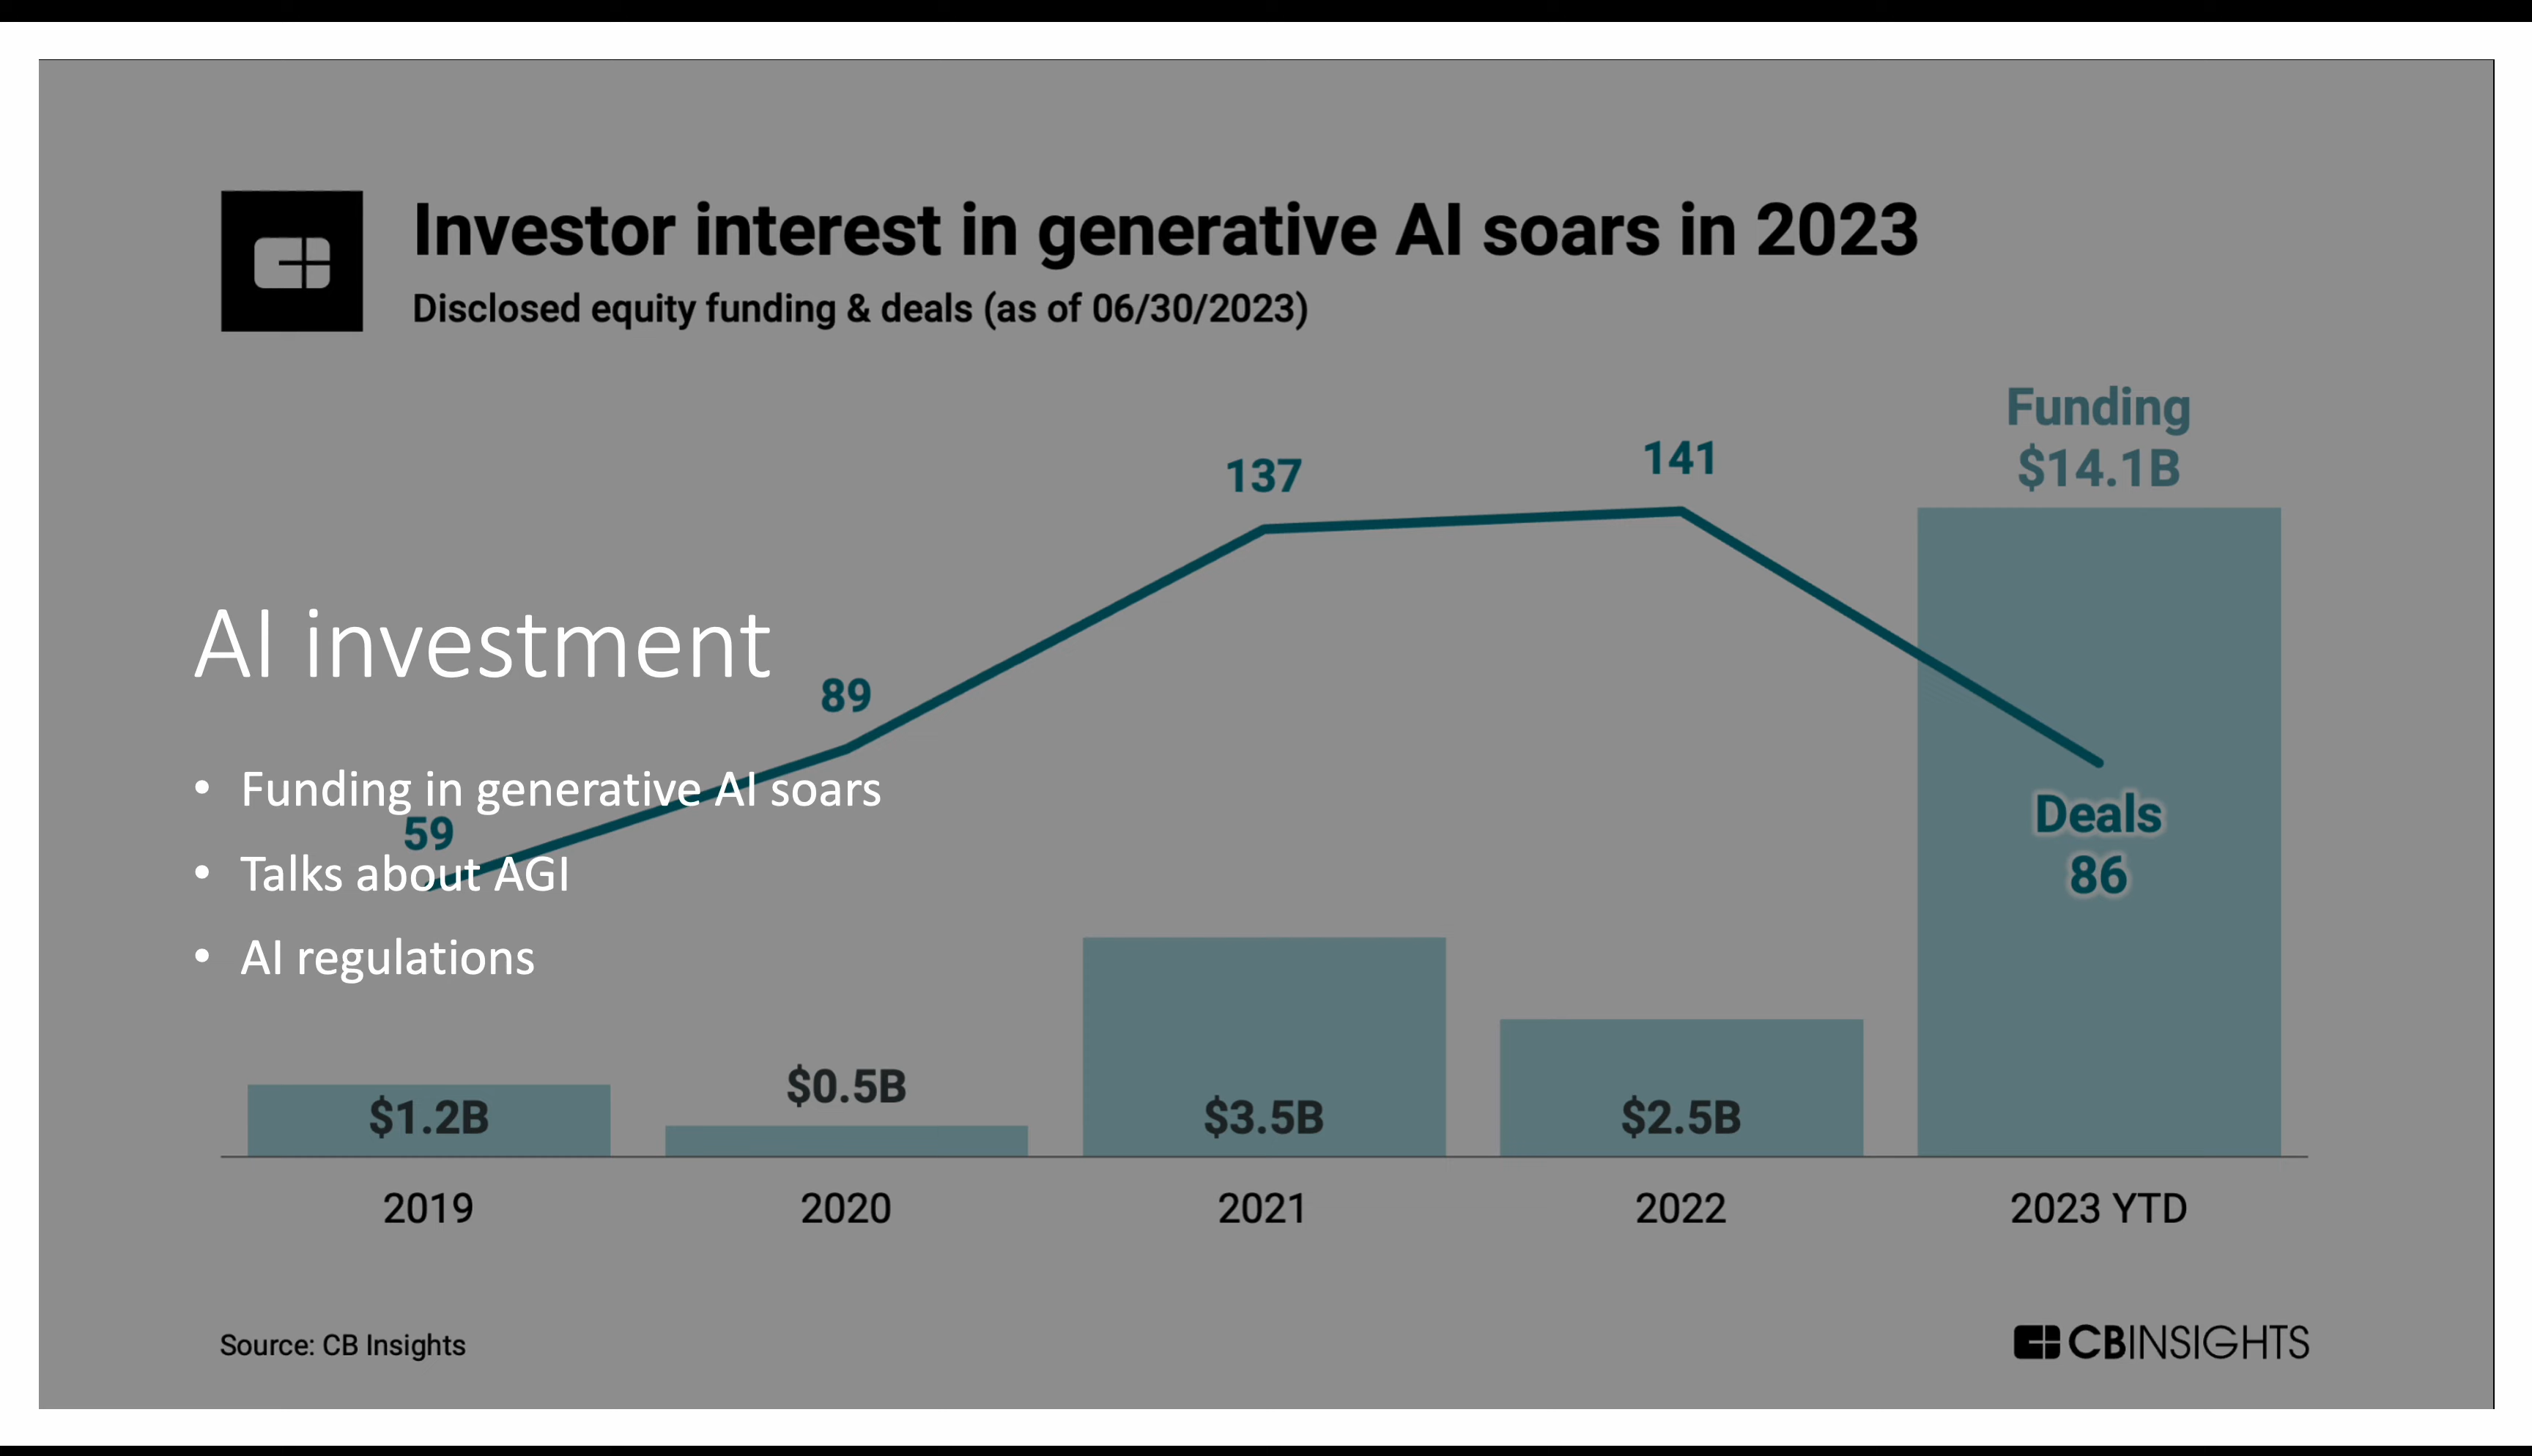 Investor interest in generative AI soars in 2023
Disclosed equity funding & deals (as of 06/30/2023)
Funding
$14.1B
141
137
AI investment
89
• Funding in generative AI soars
59
• Talks about AGI
Deals
86
• AI regulations
$1.2B
$0.5B
$3.5B
$2.5B
2019
2020
2021
2022
2023 YTD
Source: CB Insights
CBINSIGHTS